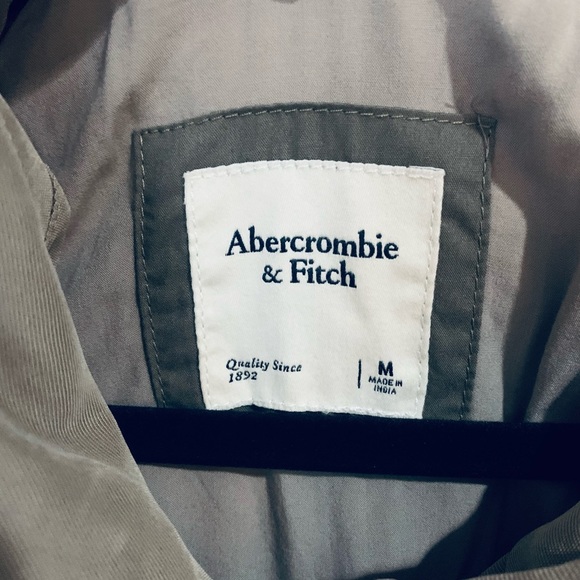 Abercrombie
& Fitch
Quality Since
1892
M
MADE IN
INDIA